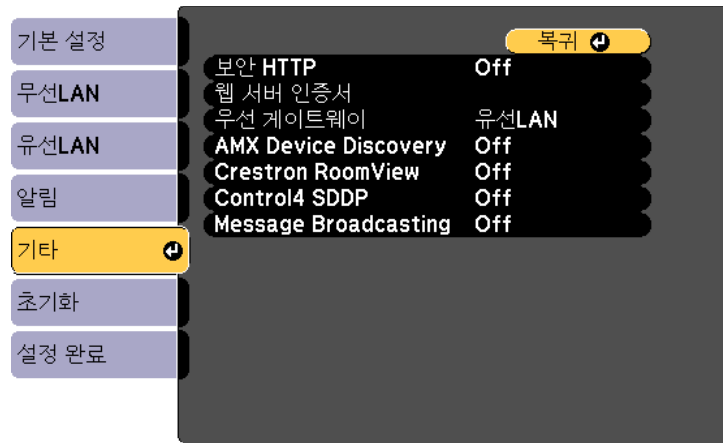 기본 설정
무선LAN
유선LAN
알림
기타
초기화
설정 완료
복귀
보안 HTTP Off
웹 서버 인증서
우선 게이트웨이 유선LAN
AMX Device Discovery Off
Crestron RoomView Off
Control4 SDDP Off
Message Broadcasting Off